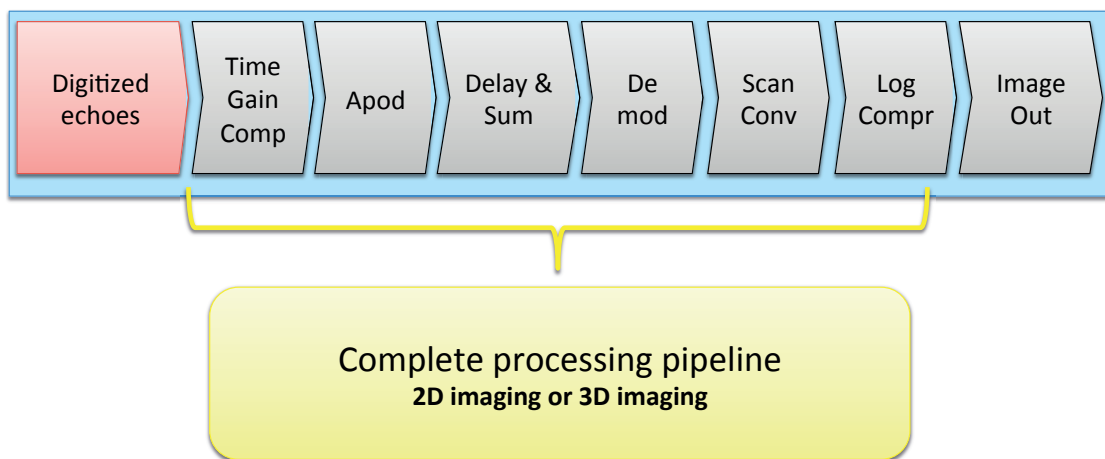 Digitized
echoes
Time
Gain
Comp
Apod
Delay &
Sum
De
mod
Scan
Conv
Log
Compr
Image
Out
Complete processing pipeline
2D imaging or 3D imaging